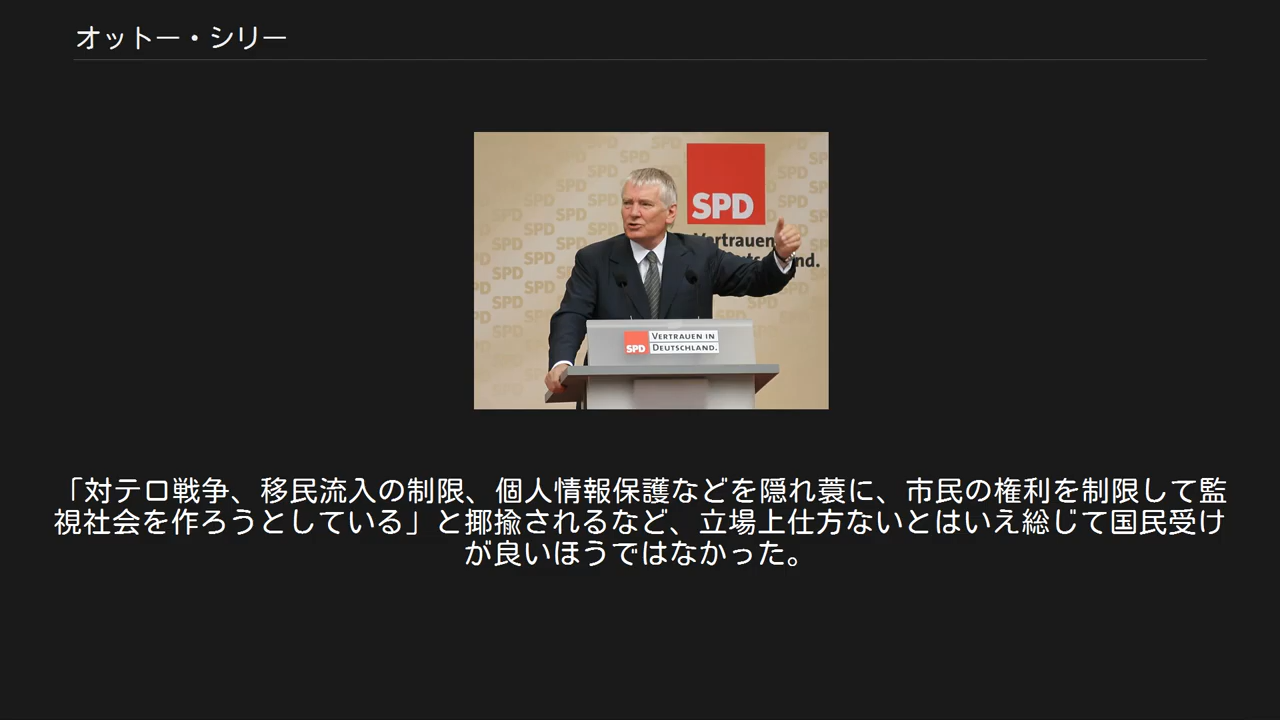 オットー・シリー
SPD
Vertrauen
nd.
SPD
VERTRAUEN IN
DEUTSCHLAND.
「対テロ戦争、移民流入の制限、個人情報保護などを隠れ蓑に、市民の権利を制限して監
視社会を作ろうとしている」と揶揄されるなど、立場上仕方ないとはいえ総じて国民受け
が良いほうではなかった。